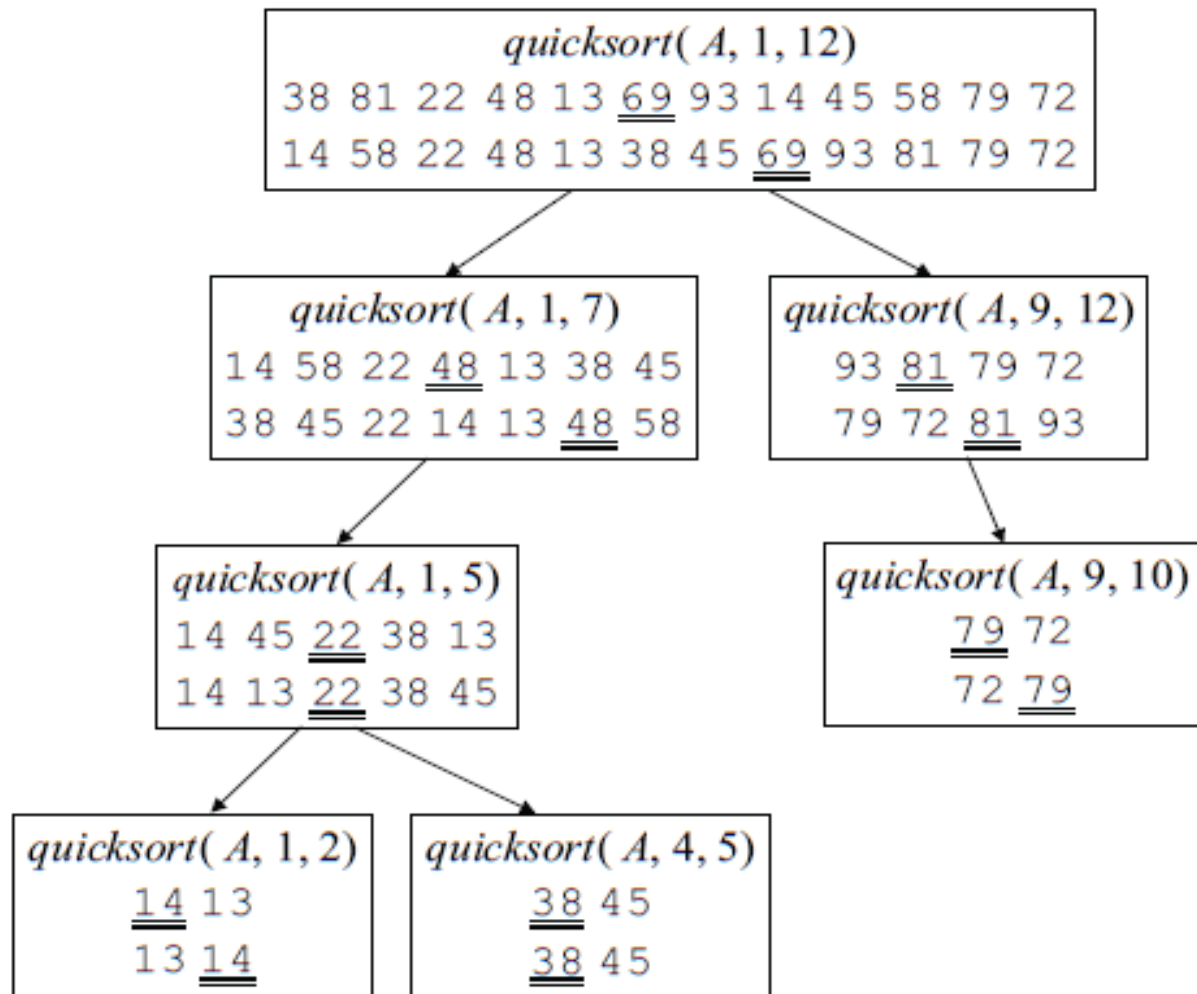 quicksort( A, 1, 12)
38 81 22 48 13 69 93 14 45 58 79 72
14 58 22 48 13 38 45 69 93 81 79 72
quicksort( A, 1, 7)
14 58 22 48 13 38 45
38 45 22 14 13 48 58
quicksort( A, 9, 12)
93 81 79 72
79 72 81 93
quicksort( A, 1, 5)
14 45 22 38 13
14 13 22 38 45
quicksort( A, 9, 10)
79 72
72 79
quicksort( A, 1, 2)
14 13
13 14
quicksort( A, 4, 5)
38 45
38 45